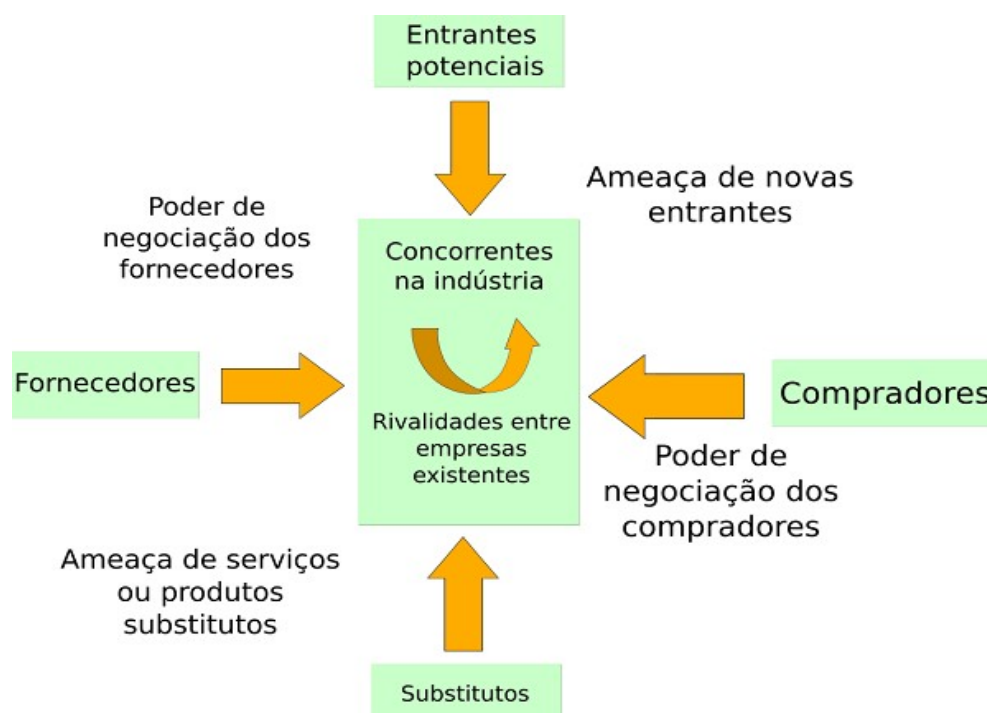 Entrantes
potenciais
Ameaça de novas
entrantes
Poder de
negociação dos
fornecedores
Concorrentes
na indústria
Fornecedores
Rivalidades entre
empresas
existentes
Compradores
Poder de
negociação dos
compradores
Ameaça de serviços
ou produtos
substitutos
Substitutos